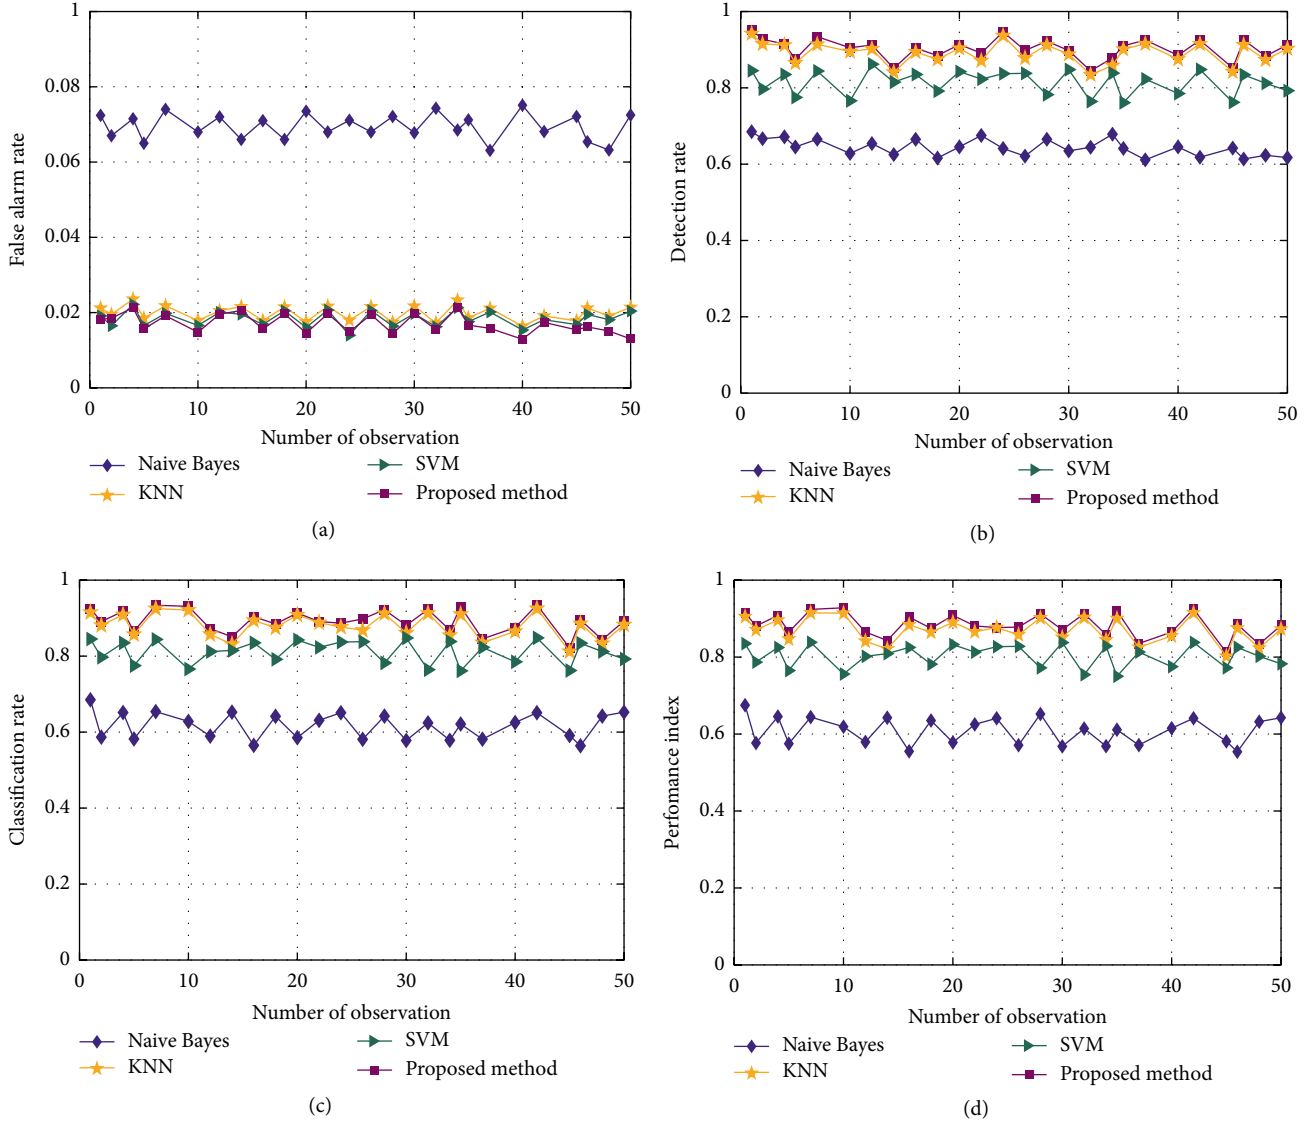 1
0.08
0.06
0.04
0.02
0
False alarm rate
0 10 20 30 40 50
Number of observation
Naive Bayes
KNN
SVM
Proposed method
(a)
1
0.8
0.6
0.4
0.2
0
Detection rate
0 10 20 30 40 50
Number of observation
Naive Bayes
KNN
SVM
Proposed method
(b)
1
0.8
0.6
0.4
0.2
0
Classification rate
0 10 20 30 40 50
Number of observation
Naive Bayes
KNN
SVM
Proposed method
(c)
1
0.8
0.6
0.4
0.2
0
Perfomance index
0 10 20 30 40 50
Number of observation
Naive Bayes
KNN
SVM
Proposed method
(d)